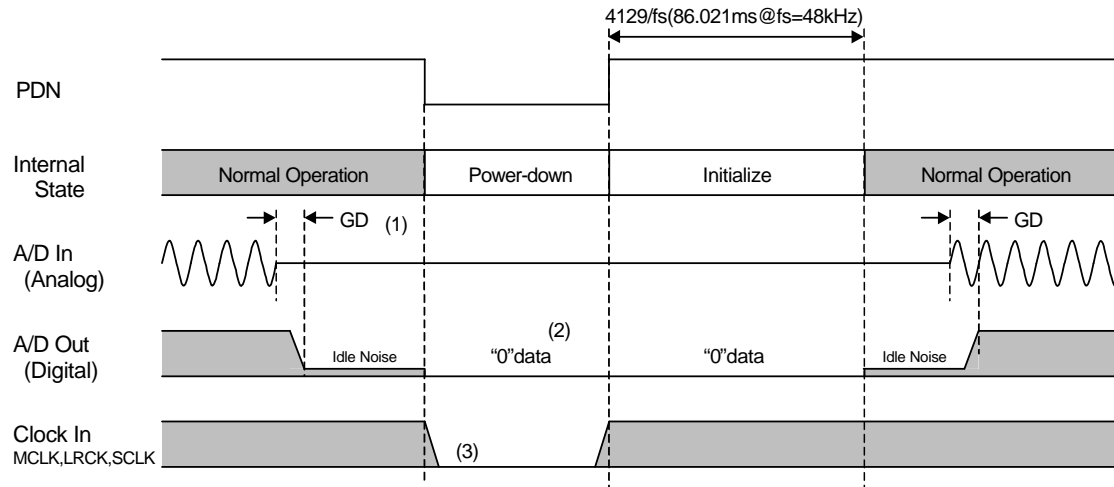 4129/fs(86.021ms@fs=48kHz)
PDN
Internal
State
Normal Operation
Power-down
Initialize
Normal Operation
GD
(1)
GD
A/D In
(Analog)
A/D Out
(Digital)
Idle Noise
(2)
“0”data
“0”data
Idle Noise
Clock In
MCLK,LRCK,SCLK
(3)